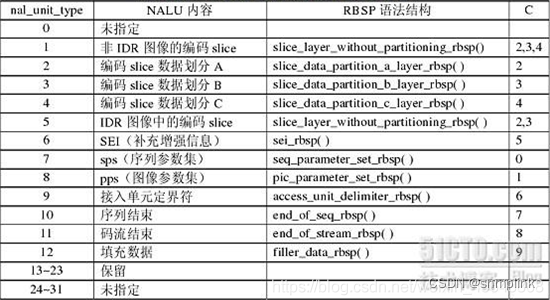 nal_unit_type NALU 内容 RBSP 语法结构 C
0 未指定
1 非 IDR 图像的编码 slice slice_layer_without_partitioning_rbsp() 2,3,4
2 编码 slice 数据划分 A slice_data_partition_a_layer_rbsp( ) 2
3 编码 slice 数据划分 B slice_data_partition_b_layer_rbsp( ) 3
4 编码 slice 数据划分 C slice_data_partition_c_layer_rbsp( ) 4
5 IDR 图像中的编码 slice slice_layer_without_partitioning_rbsp( ) 2,3
6 SEI（补充增强信息） sei_rbsp( ) 5
7 sps（序列参数集） seq_parameter_set_rbsp( ) 0
8 pps（图像参数集） pic_parameter_set_rbsp( ) 1
9 接入单元定界符 access_unit_delimiter_rbsp( ) 6
10 序列结束 end_of_seq_rbsp( ) 7
11 码流结束 end_of_stream_rbsp( ) 8
12 填充数据 filler_data_rbsp( ) 9
13~23 保留
24~31 未指定
51CTO.com
CSDN @shrimpfink